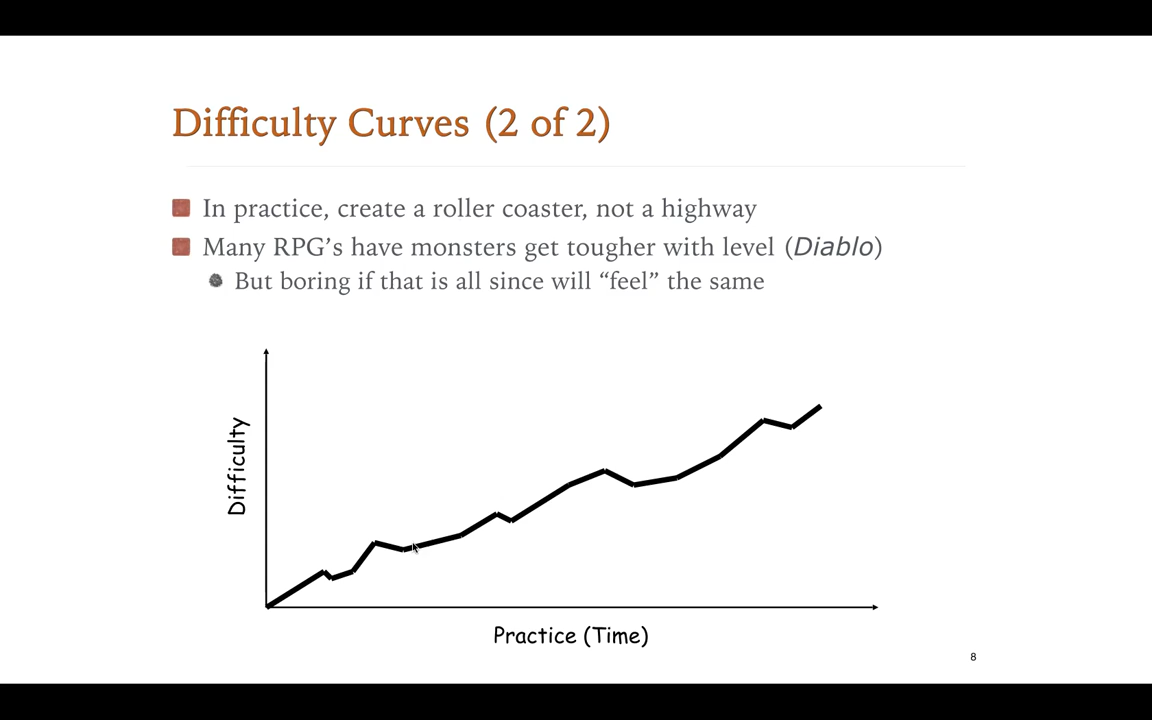 Difficulty Curves (2 of 2)
In practice, create a roller coaster, not a highway
Many RPG’s have monsters get tougher with level (Diablo)
But boring if that is all since will “feel” the same
Difficulty
Practice (Time)
8